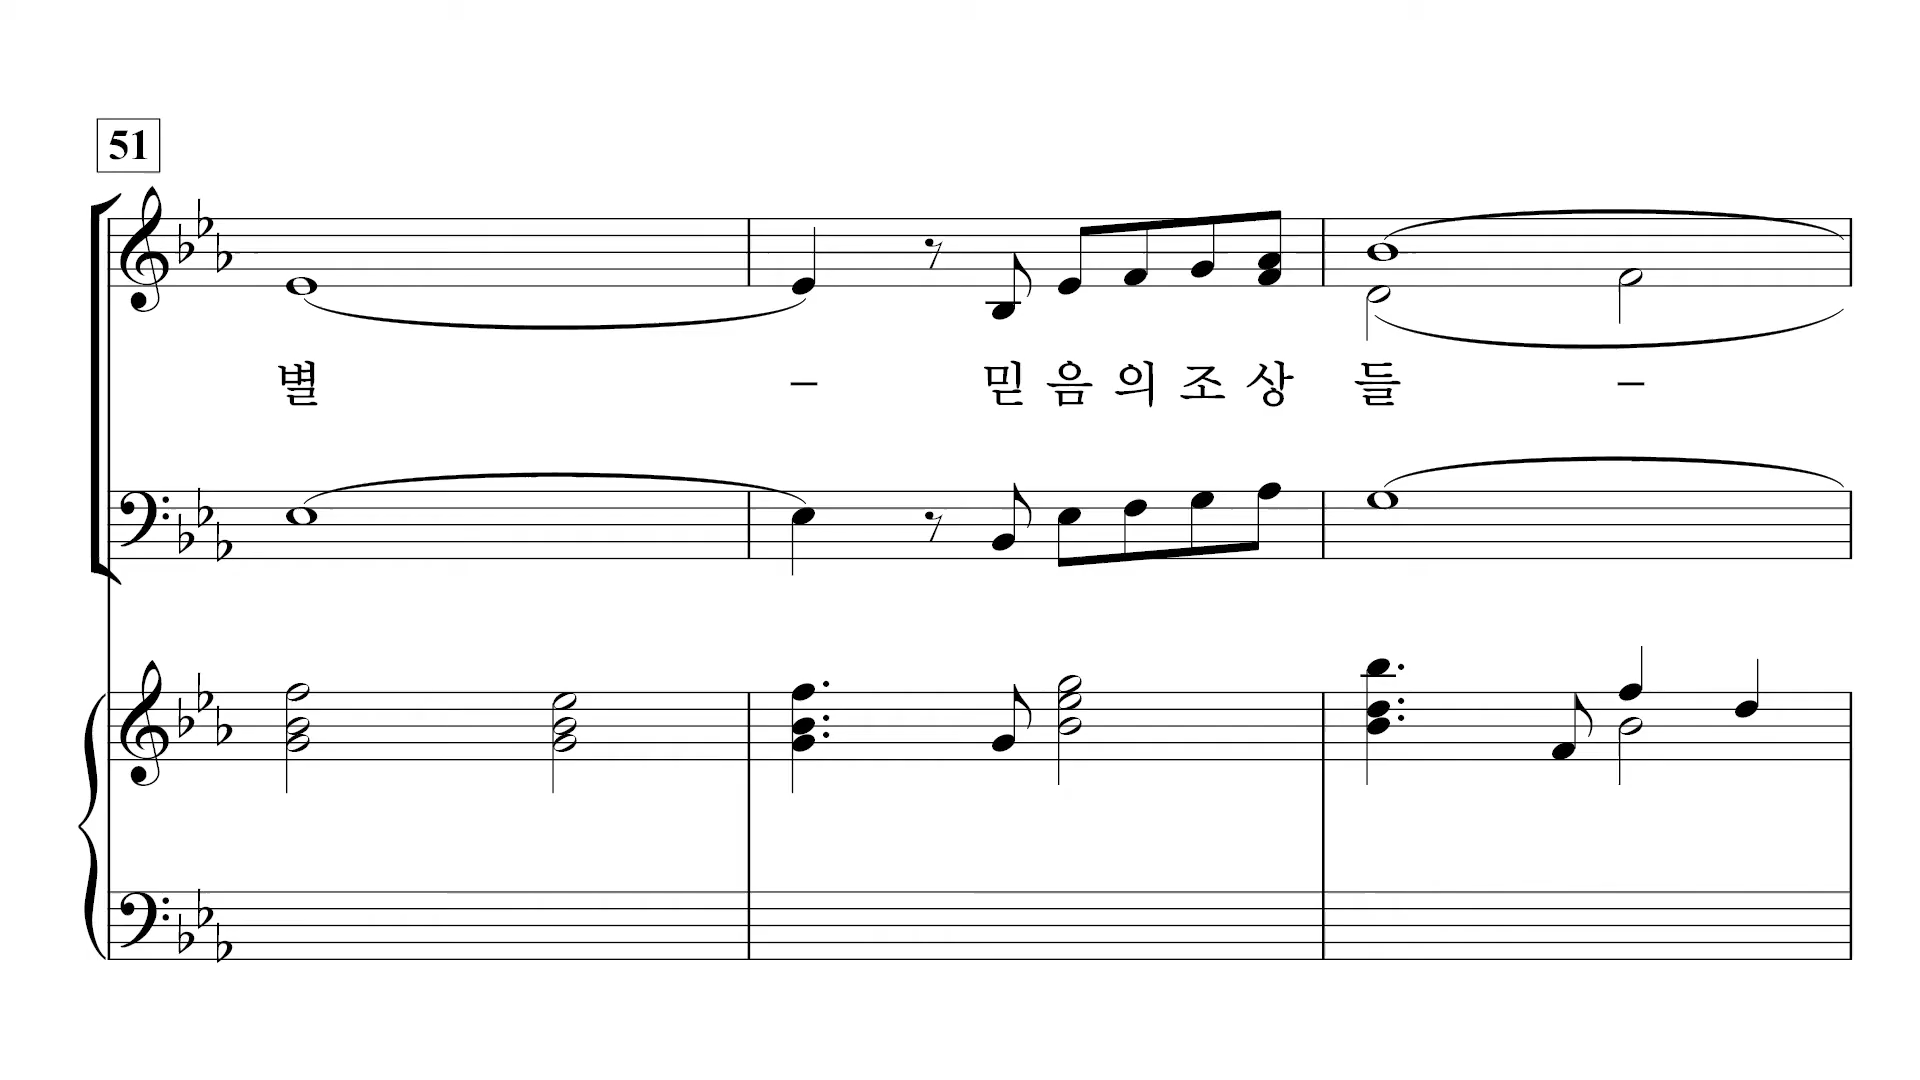 51
별 – 믿 음 의 조 상 들 –